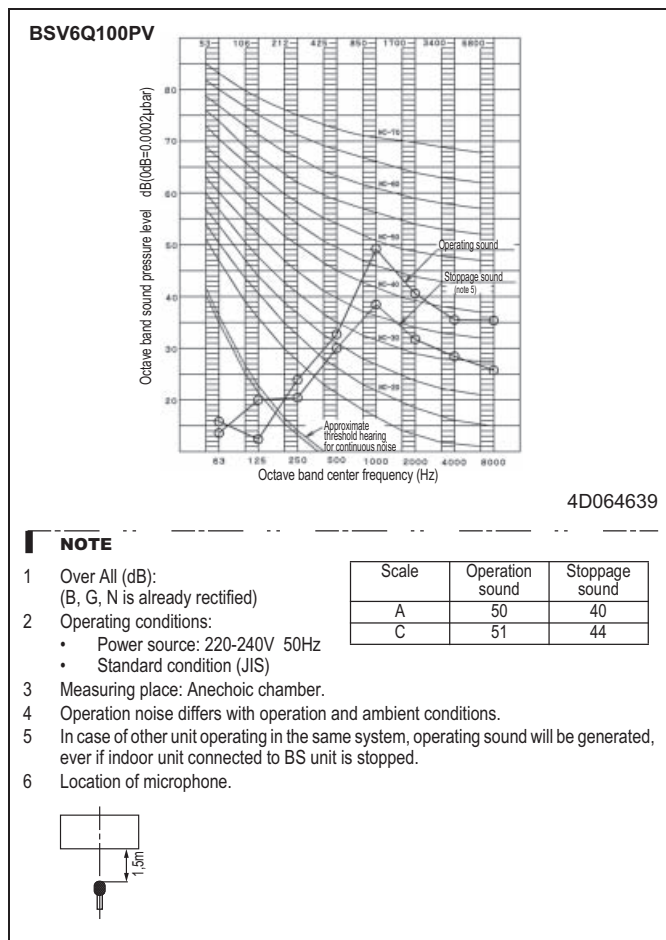 BSV6Q100PV
53 106 212 425 850 1700 3400 6800
80
70
60
50
40
30
20
Octave band sound pressure level dB(0dB=0.0002μbar)
NC-70
NC-60
NC-50
NC-40
NC-30
NC-20
Operating sound
Stoppage sound
(note 5)
Approximate
threshold hearing
for continuous noise
63 125 250 500 1000 2000 4000 8000
Octave band center frequency (Hz)
4D064639
NOTE
1 Over All (dB):
(B, G, N is already rectified)
Scale Operation sound Stoppage sound
A 50 40
C 51 44
2 Operating conditions:
• Power source: 220-240V 50Hz
• Standard condition (JIS)
3 Measuring place: Anechoic chamber.
4 Operation noise differs with operation and ambient conditions.
5 In case of other unit operating in the same system, operating sound will be generated,
ever if indoor unit connected to BS unit is stopped.
6 Location of microphone.
1,5m